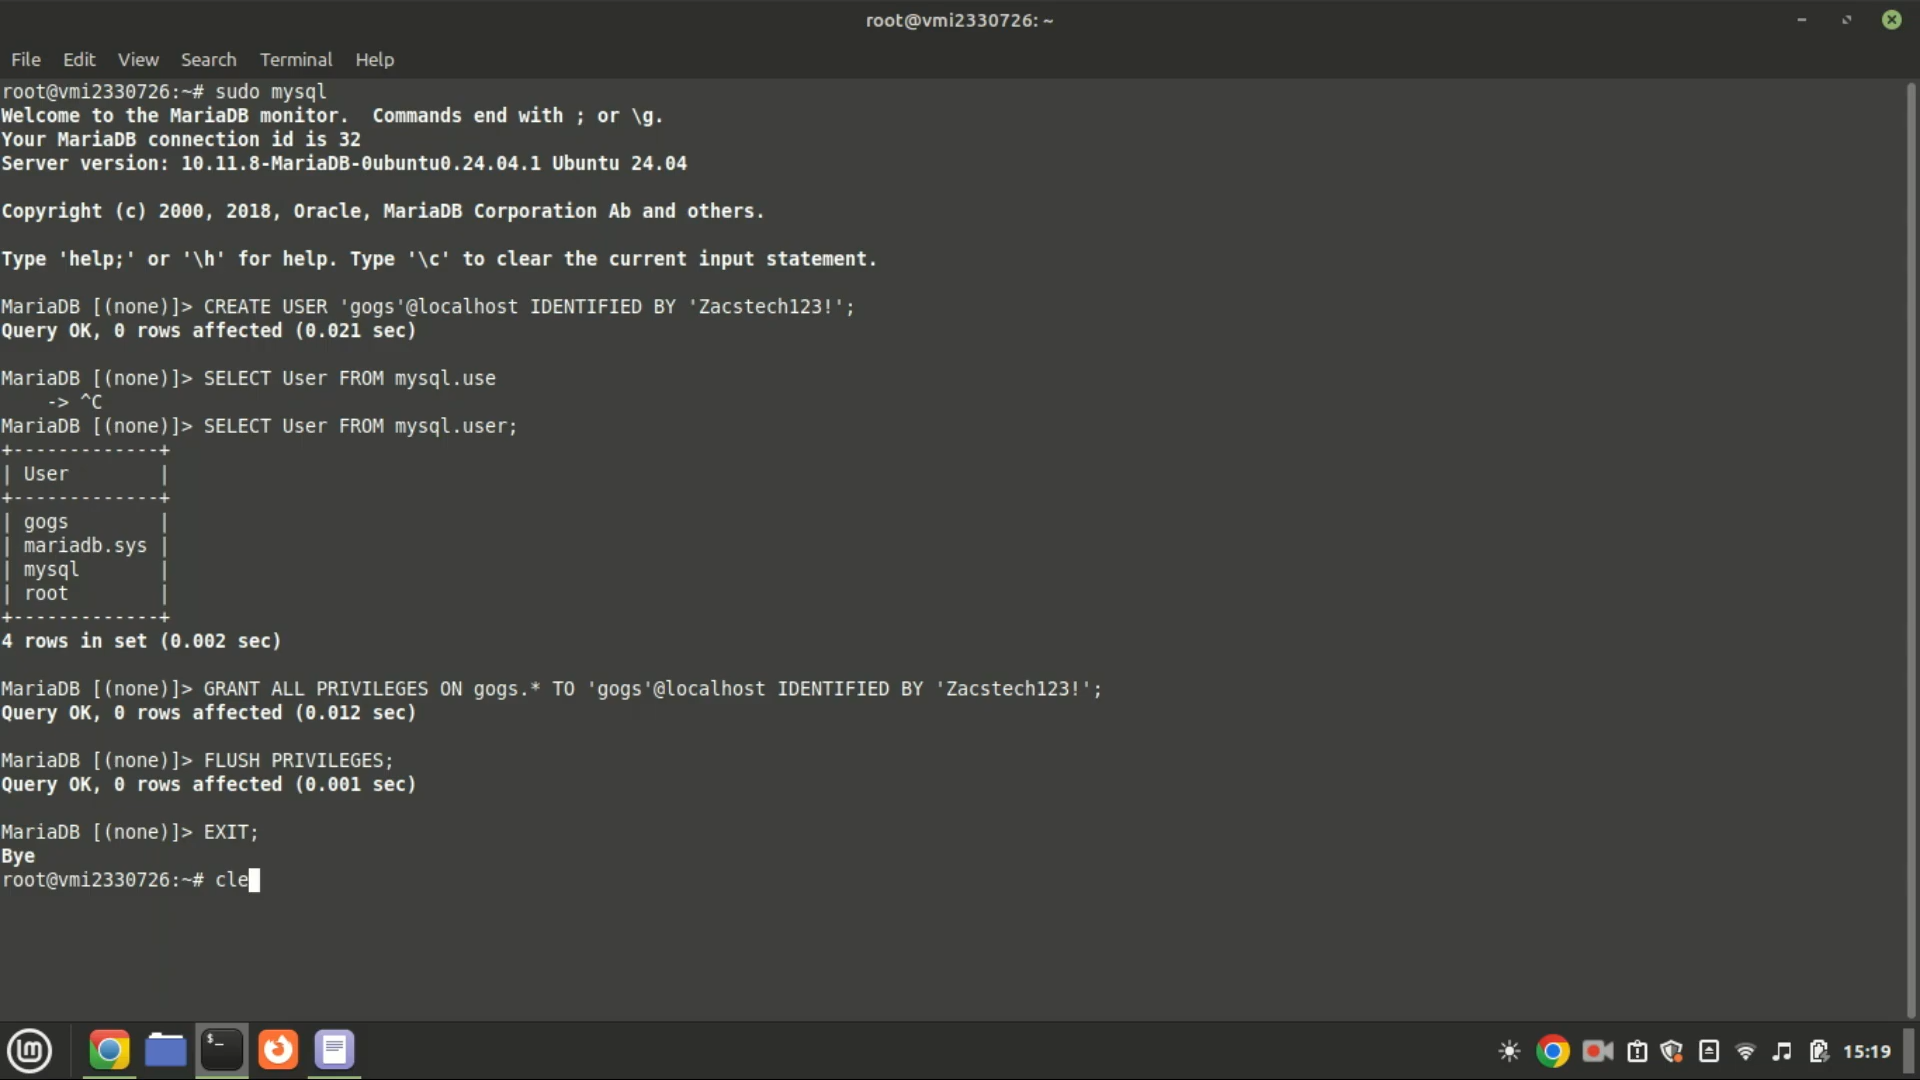 root@vmi2330726: ~
File Edit View Search Terminal Help
root@vmi2330726:~# sudo mysql
Welcome to the MariaDB monitor.  Commands end with ; or \g.
Your MariaDB connection id is 32
Server version: 10.11.8-MariaDB-0ubuntu0.24.04.1 Ubuntu 24.04
Copyright (c) 2000, 2018, Oracle, MariaDB Corporation Ab and others.
Type 'help;' or '\h' for help. Type '\c' to clear the current input statement.
MariaDB [(none)]> CREATE USER 'gogs'@localhost IDENTIFIED BY 'Zacstech123!';
Query OK, 0 rows affected (0.021 sec)
MariaDB [(none)]> SELECT User FROM mysql.use
    -> ^C
MariaDB [(none)]> SELECT User FROM mysql.user;
+-------------+
| User        |
+-------------+
| gogs        |
| mariadb.sys |
| mysql       |
| root        |
+-------------+
4 rows in set (0.002 sec)
MariaDB [(none)]> GRANT ALL PRIVILEGES ON gogs.* TO 'gogs'@localhost IDENTIFIED BY 'Zacstech123!';
Query OK, 0 rows affected (0.012 sec)
MariaDB [(none)]> FLUSH PRIVILEGES;
Query OK, 0 rows affected (0.001 sec)
MariaDB [(none)]> EXIT;
Bye
root@vmi2330726:~# cle
15:19